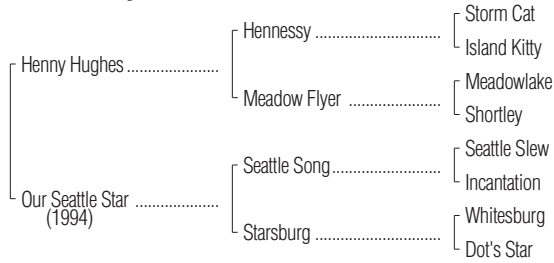 Storm Cat
Hennessy ..............................
Island Kitty
Henny Hughes ......................
Meadowlake
Meadow Flyer ......................
Shortley
Seattle Slew
Seattle Song..........................
Incantation
Our Seattle Star ....................
(1994)
Whitesburg
Starsburg ..............................
Dot's Star